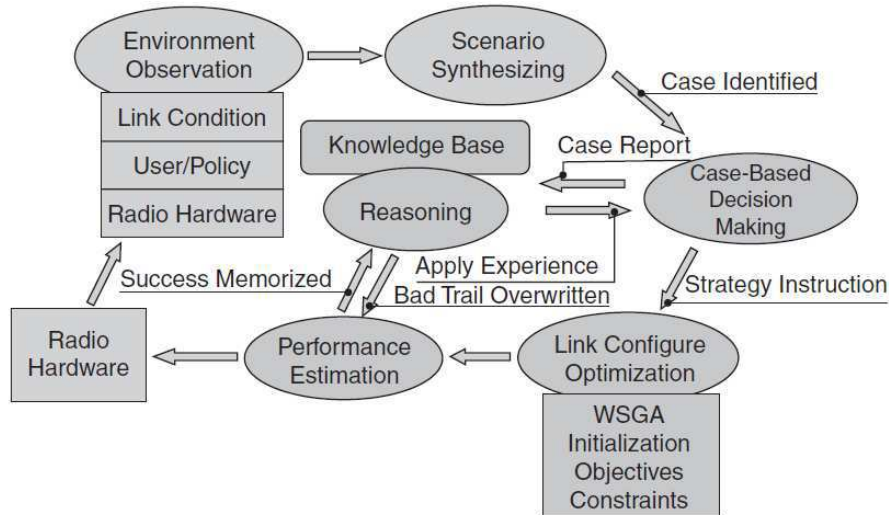 Environment
Observation
Link Condition
User/Policy
Radio Hardware
Scenario
Synthesizing
Case Identified
Knowledge Base
Reasoning
Case Report
Case-Based
Decision
Making
Apply Experience
Success Memorized
Bad Trail Overwritten
Strategy Instruction
Radio
Hardware
Performance
Estimation
Link Configure
Optimization
WSGA
Initialization
Objectives
Constraints